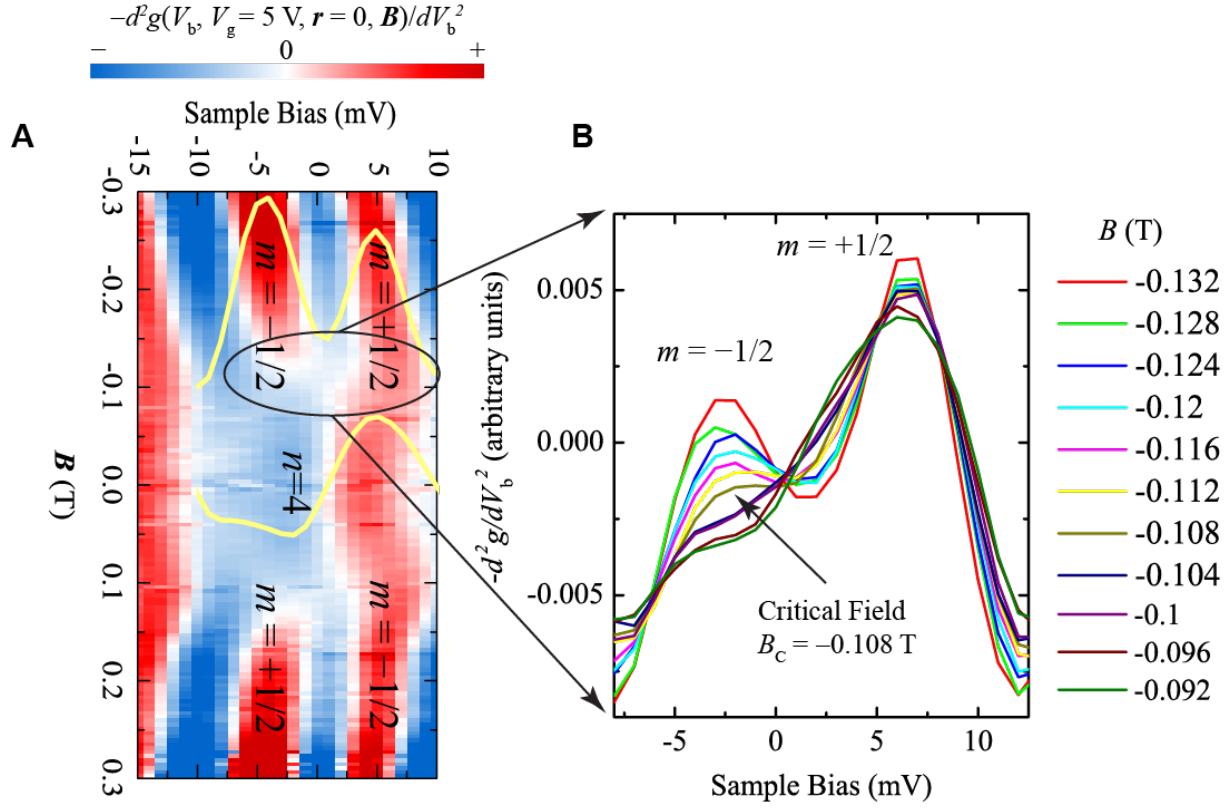 −d²g(Vb, Vg = 5 V, r = 0, B)/dVb²
− 0 +
A
Sample Bias (mV)
-15 -10 -5 0 5 10
B (T)
-0.3
-0.2
-0.1
0.0
0.1
0.2
0.3
m = −1/2
m = +1/2
n=4
m = +1/2
m = −1/2
B
-d²g/dVb² (arbitrary units)
0.005
0.000
-0.005
m = +1/2
m = −1/2
Critical Field
BC = −0.108 T
-5 0 5 10
Sample Bias (mV)
B (T)
-0.132
-0.128
-0.124
-0.12
-0.116
-0.112
-0.108
-0.104
-0.1
-0.096
-0.092